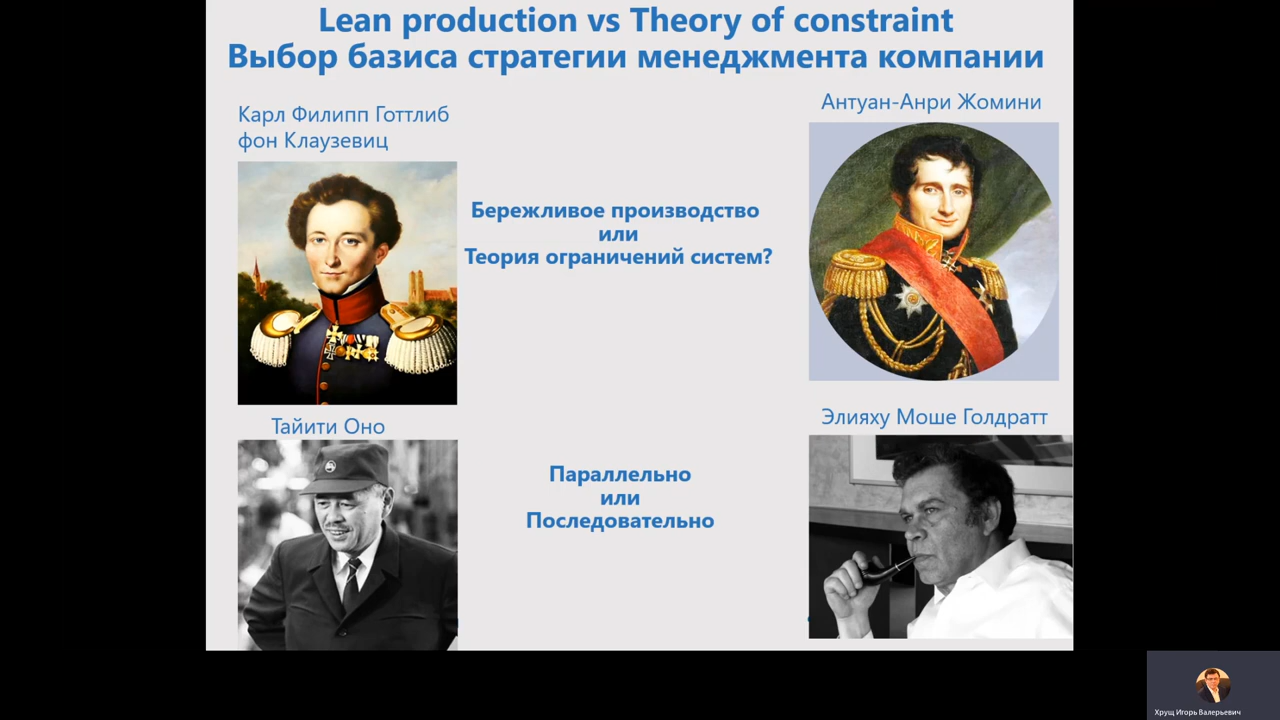 Lean production vs Theory of constraint
Выбор базиса стратегии менеджмента компании
Карл Филипп Готтлиб
фон Клаузевиц
Антуан-Анри Жомини
Бережливое производство
или
Теория ограничений систем?
Тайити Оно
Элияху Моше Голдратт
Параллельно
или
Последовательно
Хрущ Игорь Валерьевич